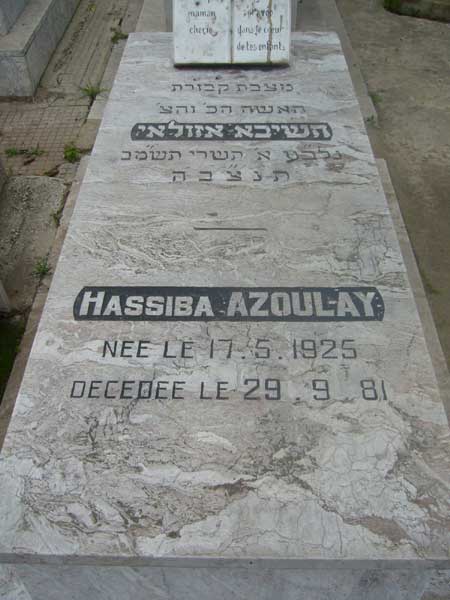 maman
chérie
dans le cœur
de tes enfants
מצבת קבורת
האשה הכ׳ והצ׳
חשיבא אזולאי
נלב״ע א תשרי תשמ״ב
ת נ צ ב ה
HASSIBA AZOULAY
NEE LE 17.5.1925
DECEDEE LE 29.9.81